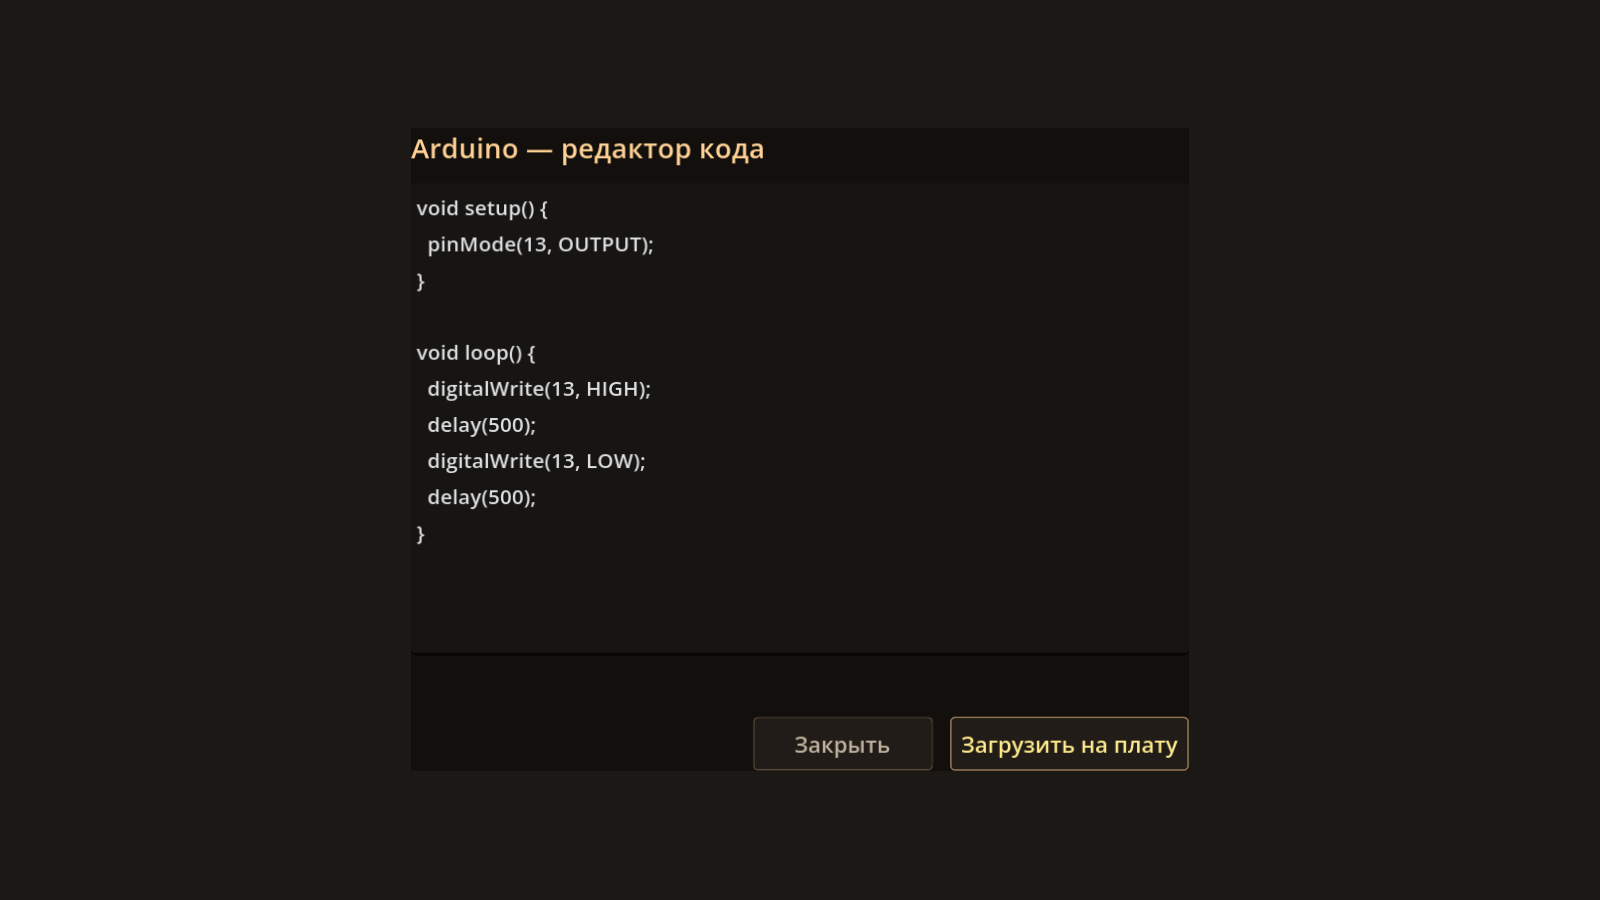 Arduino — редактор кода
void setup() {
  pinMode(13, OUTPUT);
}

void loop() {
  digitalWrite(13, HIGH);
  delay(500);
  digitalWrite(13, LOW);
  delay(500);
}
Закрыть
Загрузить на плату